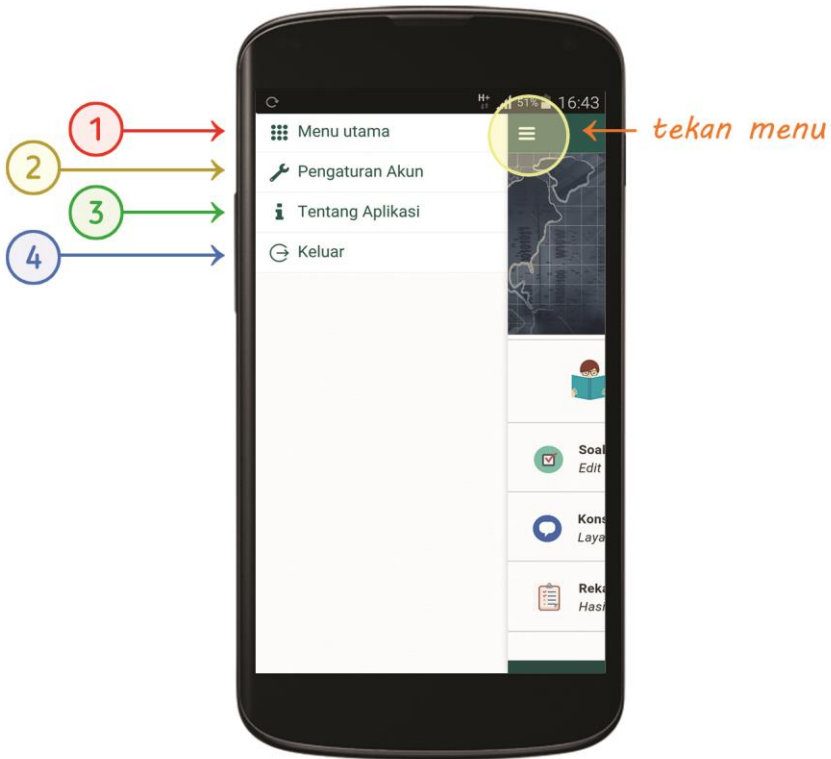 H+ 51% 16:43
1 Menu utama
tekan menu
2 Pengaturan Akun
3 Tentang Aplikasi
4 Keluar
Soal
Edit
Kons
Laya
Reka
Hasi